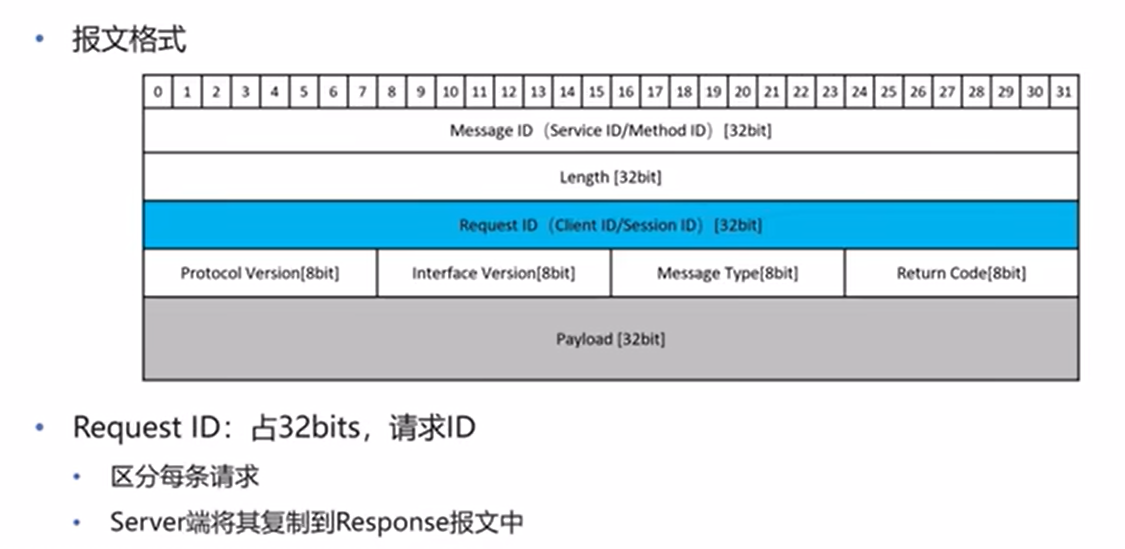 • 报文格式
0 1 2 3 4 5 6 7 8 9 10 11 12 13 14 15 16 17 18 19 20 21 22 23 24 25 26 27 28 29 30 31
Message ID（Service ID/Method ID）[32bit]
Length [32bit]
Request ID（Client ID/Session ID）[32bit]
Protocol Version[8bit] Interface Version[8bit] Message Type[8bit] Return Code[8bit]
Payload [32bit]
• Request ID：占32bits，请求ID
• 区分每条请求
• Server端将其复制到Response报文中